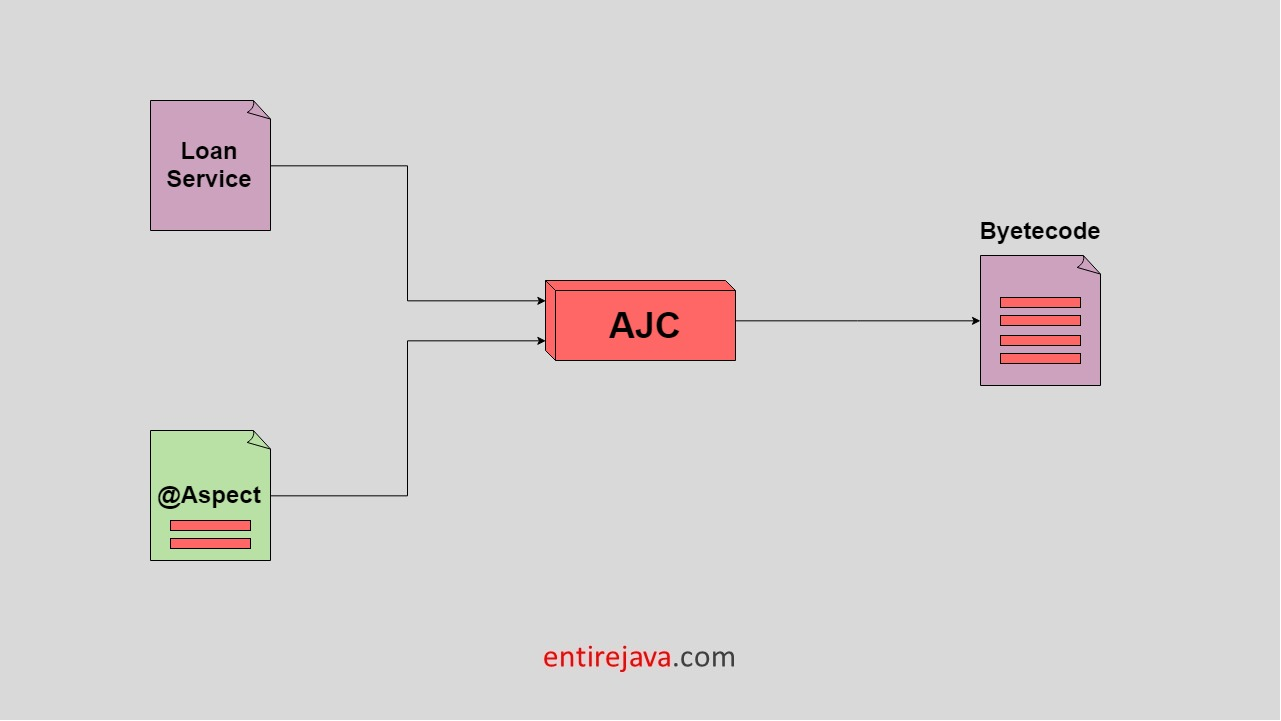 Loan
Service
Byetecode
AJC
@Aspect
entirejava.com